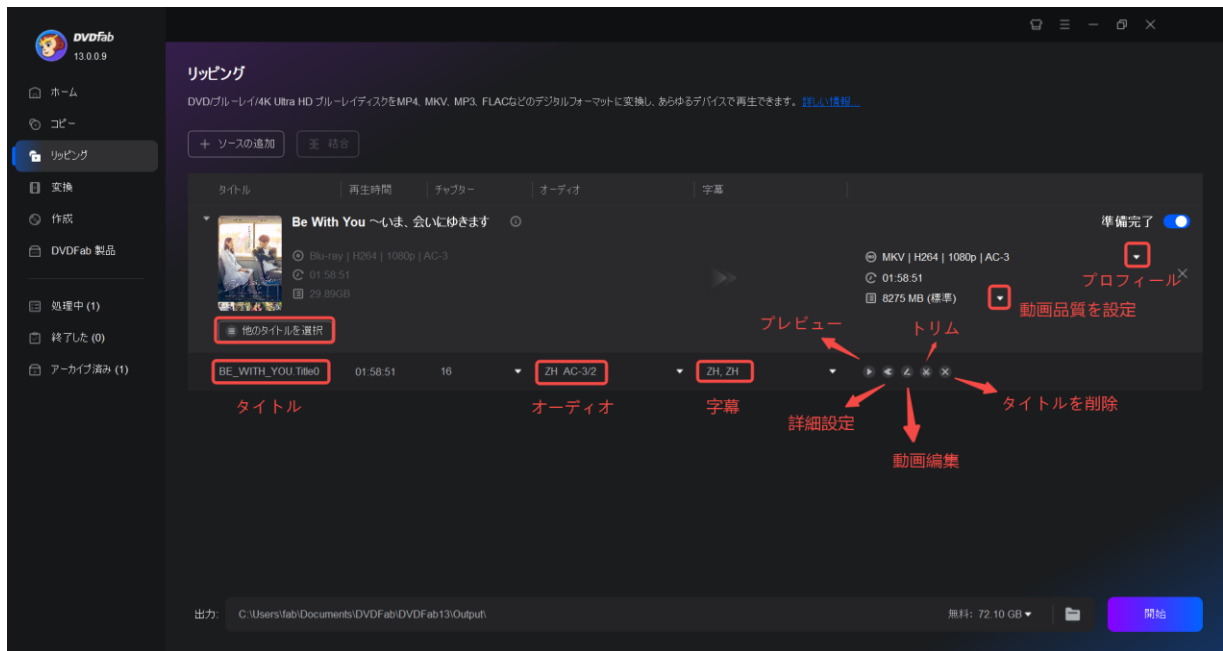 DVDFab
13.0.0.9
ホーム
コピー
リッピング
変換
作成
DVDFab 製品
処理中 (1)
終了した (0)
アーカイブ済み (1)
リッピング
DVD/ブルーレイ/4K Ultra HD ブルーレイディスクをMP4、MKV、MP3、FLACなどのデジタルフォーマットに変換し、あらゆるデバイスで再生できます。 詳しい情報...
＋ ソースの追加 結合
タイトル 再生時間 チャプター オーディオ 字幕
Be With You 〜いま、会いにゆきます
準備完了
Blu-ray | H264 | 1080p | AC-3
01:58:51
29.89GB
MKV | H264 | 1080p | AC-3
01:58:51
8275 MB (標準)
プロフィール
動画品質を設定
他のタイトルを選択
プレビュー トリム
BE_WITH_YOU.Title0 01:58:51 16 ZH AC-3/2 ZH, ZH
タイトル オーディオ 字幕
詳細設定
動画編集
タイトルを削除
出力: C:\Users\fab\Documents\DVDFab\DVDFab13\Output\ 無料: 72.10 GB 開始